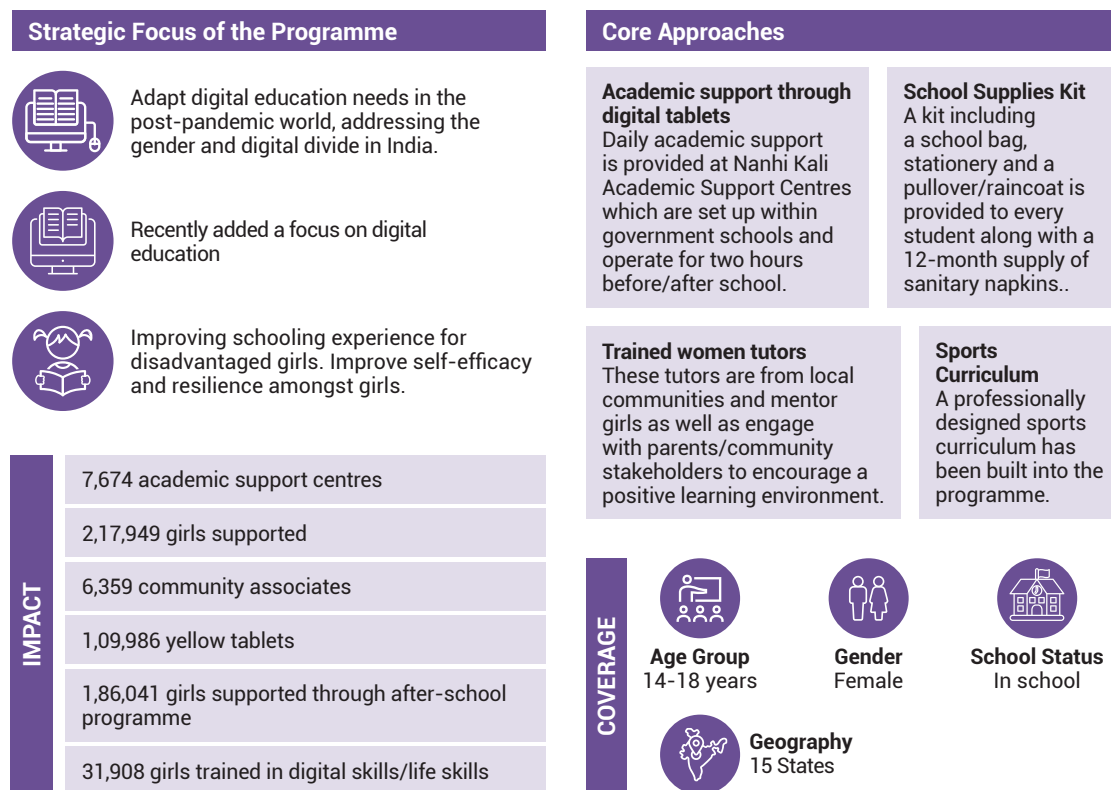 Strategic Focus of the Programme
Adapt digital education needs in the
post-pandemic world, addressing the
gender and digital divide in India.
Recently added a focus on digital
education
Improving schooling experience for
disadvantaged girls. Improve self-efficacy
and resilience amongst girls.
IMPACT
7,674 academic support centres
2,17,949 girls supported
6,359 community associates
1,09,986 yellow tablets
1,86,041 girls supported through after-school
programme
31,908 girls trained in digital skills/life skills
Core Approaches
Academic support through
digital tablets
Daily academic support
is provided at Nanhi Kali
Academic Support Centres
which are set up within
government schools and
operate for two hours
before/after school.
School Supplies Kit
A kit including
a school bag,
stationery and a
pullover/raincoat is
provided to every
student along with a
12-month supply of
sanitary napkins..
Trained women tutors
These tutors are from local
communities and mentor
girls as well as engage
with parents/community
stakeholders to encourage a
positive learning environment.
Sports
Curriculum
A professionally
designed sports
curriculum has
been built into the
programme.
COVERAGE
Age Group
14-18 years
Gender
Female
School Status
In school
Geography
15 States